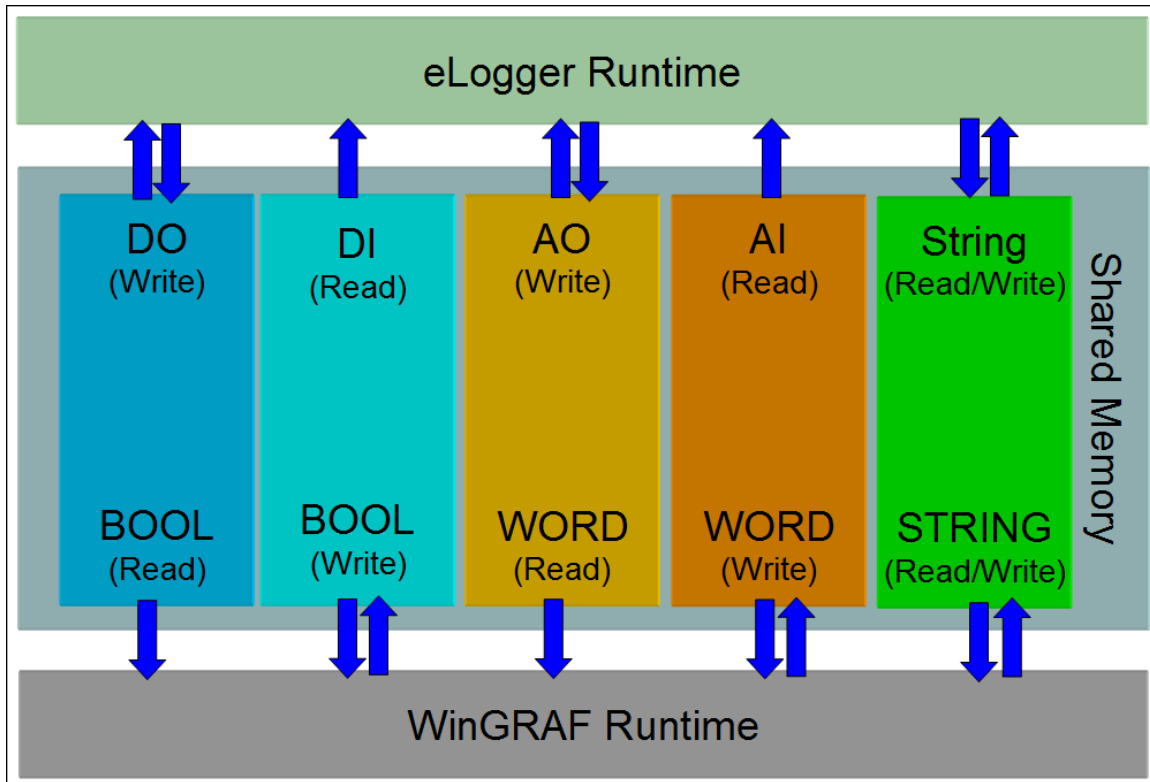 eLogger Runtime
DO
(Write)
DI
(Read)
AO
(Write)
AI
(Read)
String
(Read/Write)
Shared Memory
BOOL
(Read)
BOOL
(Write)
WORD
(Read)
WORD
(Write)
STRING
(Read/Write)
WinGRAF Runtime